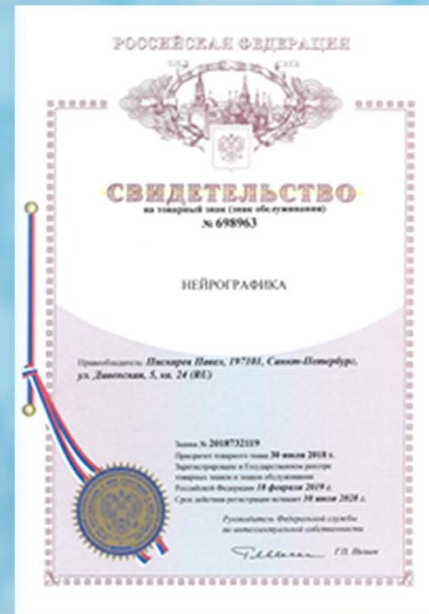 РОССИЙСКАЯ ФЕДЕРАЦИЯ
СВИДЕТЕЛЬСТВО
на товарный знак (знак обслуживания)
№ 698963
НЕЙРОГРАФИКА
Правообладатель: Пискарев Павел, 197101, Санкт-Петербург,
ул. Дивенская, 5, кв. 24 (RU)
Заявка № 2018732119
Приоритет товарного знака 30 июля 2018 г.
Зарегистрировано в Государственном реестре
товарных знаков и знаков обслуживания
Российской Федерации 18 февраля 2019 г.
Срок действия регистрации истекает 30 июля 2028 г.
Руководитель Федеральной службы
по интеллектуальной собственности
Г.П. Ивлиев